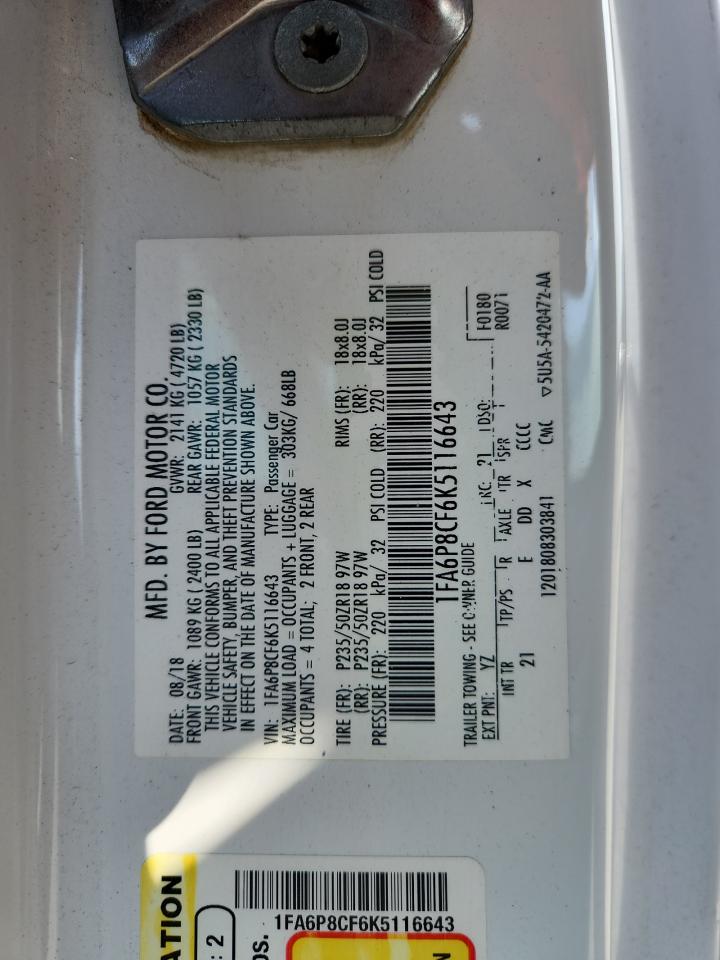 MFD. BY FORD MOTOR CO.
DATE: 08/18 GVWR: 2141 KG ( 4720 LB)
FRONT GAWR: 1089 KG ( 2400 LB) REAR GAWR: 1057 KG ( 2330 LB)
THIS VEHICLE CONFORMS TO ALL APPLICABLE FEDERAL MOTOR
VEHICLE SAFETY, BUMPER, AND THEFT PREVENTION STANDARDS
IN EFFECT ON THE DATE OF MANUFACTURE SHOWN ABOVE.
VIN: 1FA6P8CF6K5116643 TYPE: Passenger Car
MAXIMUM LOAD = OCCUPANTS + LUGGAGE = 303KG/ 668LB
OCCUPANTS = 4 TOTAL; 2 FRONT, 2 REAR
TIRE (FR): P235/50ZR18 97W RIMS (FR): 18x8.0J
(RR): P235/50ZR18 97W (RR): 18x8.0J
PRESSURE (FR): 220 kPa/ 32 PSI COLD (RR): 220 kPa/ 32 PSI COLD
1FA6P8CF6K5116643
TRAILER TOWING - SEE OWNER GUIDE
EXT PNT: YZ RC: 21 DSO: F0180
INT TR TP/PS R AXLE TR SPR R0071
21 E DD X CCCC
1201808303841 CMC ▽5U5A-5420472-AA
ATION
: 2
OS.
1FA6P8CF6K5116643
N